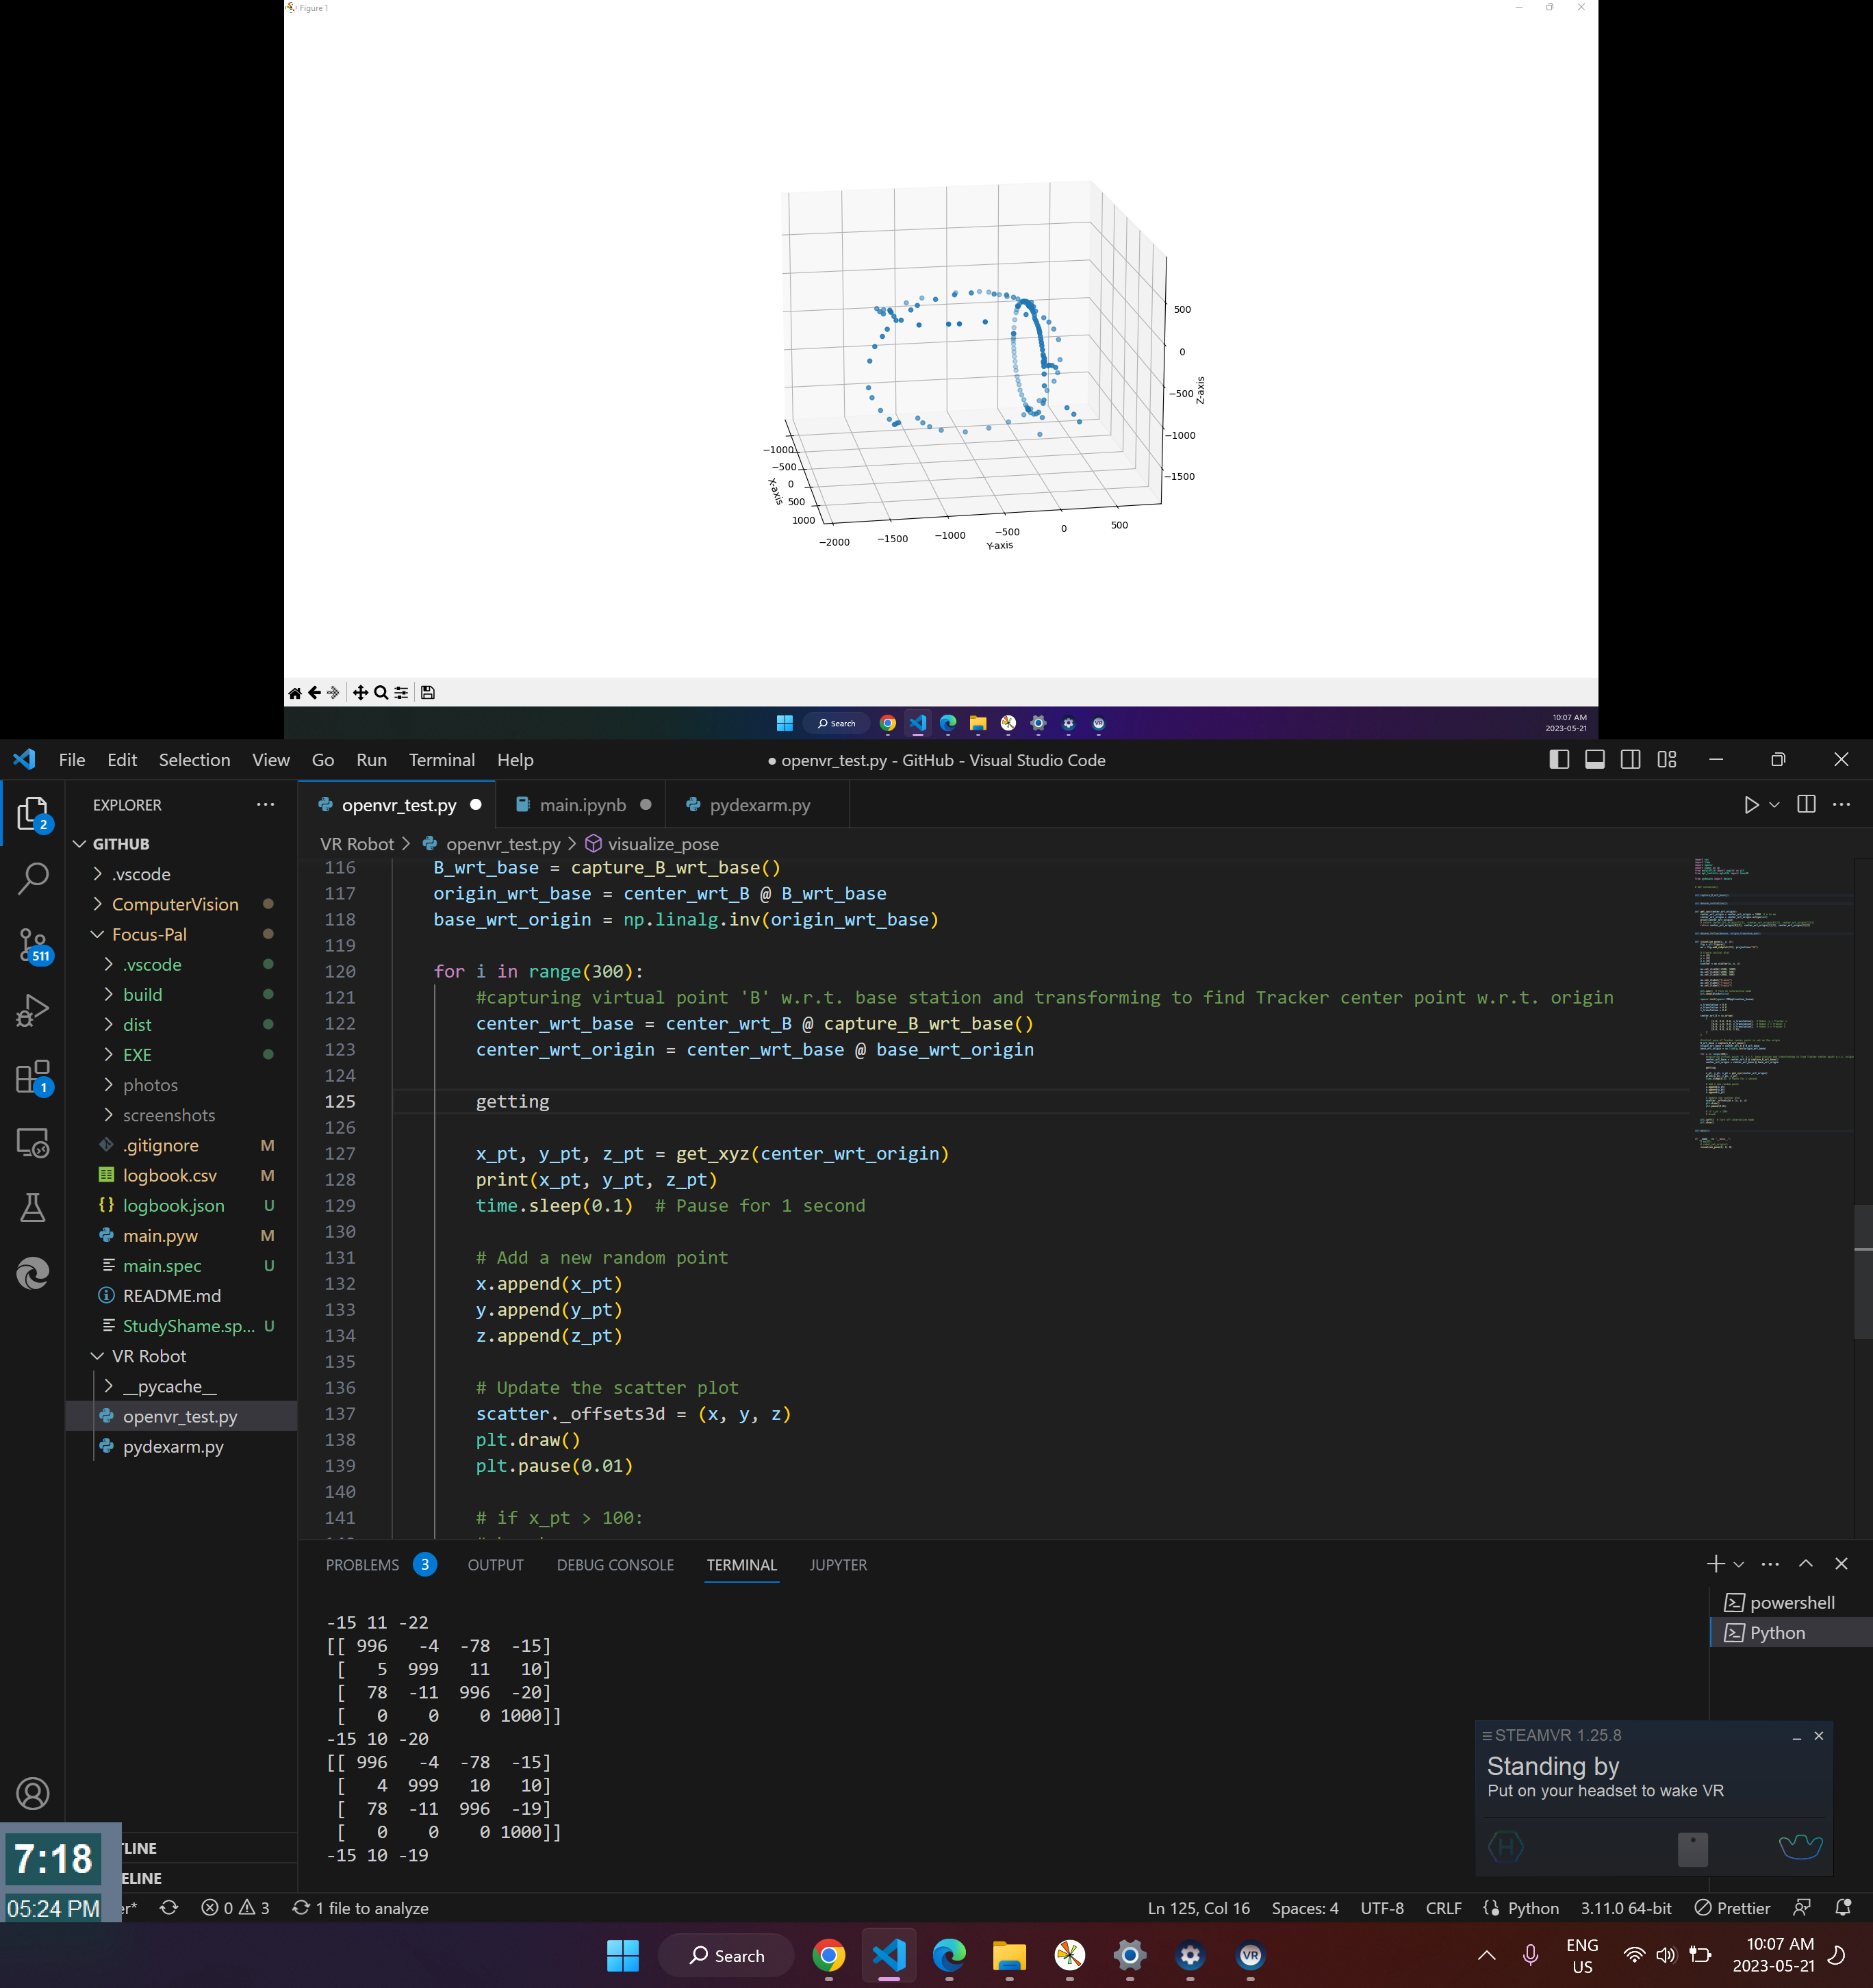 Figure 1
500
0
−500
−1000
−1500
Z-axis
−1000
−500
0
500
1000
X-axis
−2000
−1500
−1000
−500
0
500
Y-axis
Search
10:07 AM
2023-05-21
File Edit Selection View Go Run Terminal Help
● openvr_test.py - GitHub - Visual Studio Code
EXPLORER
openvr_test.py
main.ipynb
pydexarm.py
VR Robot > openvr_test.py > visualize_pose
2
511
1
GITHUB
.vscode
ComputerVision
Focus-Pal
.vscode
build
dist
EXE
photos
screenshots
.gitignore M
logbook.csv M
logbook.json U
main.pyw M
main.spec U
README.md
StudyShame.sp... U
VR Robot
__pycache__
openvr_test.py
pydexarm.py
116 B_wrt_base = capture_B_wrt_base()
117 origin_wrt_base = center_wrt_B @ B_wrt_base
118 base_wrt_origin = np.linalg.inv(origin_wrt_base)
119
120 for i in range(300):
121 #capturing virtual point 'B' w.r.t. base station and transforming to find Tracker center point w.r.t. origin
122 center_wrt_base = center_wrt_B @ capture_B_wrt_base()
123 center_wrt_origin = center_wrt_base @ base_wrt_origin
124
125 getting
126
127 x_pt, y_pt, z_pt = get_xyz(center_wrt_origin)
128 print(x_pt, y_pt, z_pt)
129 time.sleep(0.1)  # Pause for 1 second
130
131 # Add a new random point
132 x.append(x_pt)
133 y.append(y_pt)
134 z.append(z_pt)
135
136 # Update the scatter plot
137 scatter._offsets3d = (x, y, z)
138 plt.draw()
139 plt.pause(0.01)
140
141 # if x_pt > 100:
PROBLEMS 3 OUTPUT DEBUG CONSOLE TERMINAL JUPYTER
powershell
Python
-15 11 -22
[[ 996 -4 -78 -15]
[ 5 999 11 10]
[ 78 -11 996 -20]
[ 0 0 0 1000]]
-15 10 -20
[[ 996 -4 -78 -15]
[ 4 999 10 10]
[ 78 -11 996 -19]
[ 0 0 0 1000]]
-15 10 -19
STEAMVR 1.25.8
Standing by
Put on your headset to wake VR
TLINE
ELINE
7:18
05:24 PM
er* 0 3 1 file to analyze Ln 125, Col 16 Spaces: 4 UTF-8 CRLF Python 3.11.0 64-bit Prettier
Search
VR
ENG
US
10:07 AM
2023-05-21